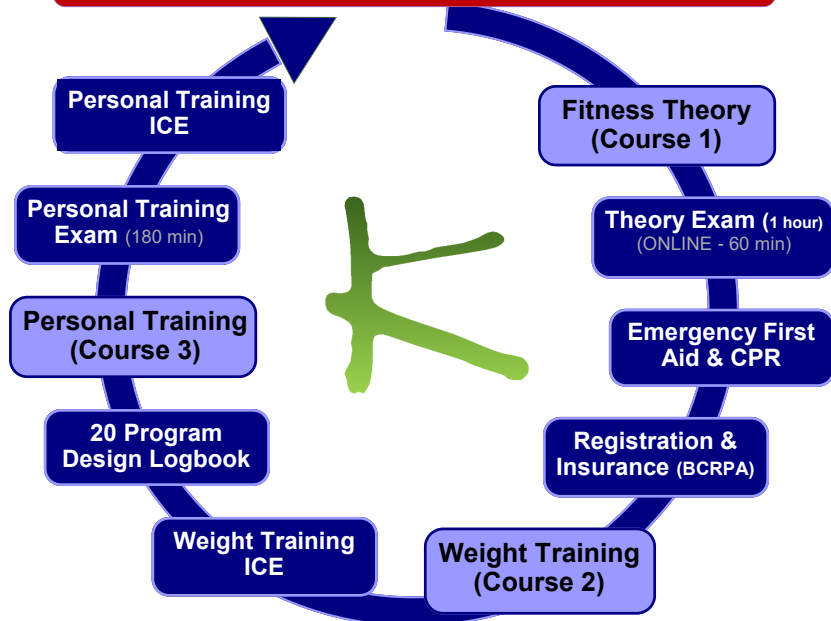 Fitness Theory
(Course 1)
Theory Exam (1 hour)
(ONLINE - 60 min)
Emergency First
Aid & CPR
Registration &
Insurance (BCRPA)
Weight Training
(Course 2)
Weight Training
ICE
20 Program
Design Logbook
Personal Training
(Course 3)
Personal Training
Exam (180 min)
Personal Training
ICE